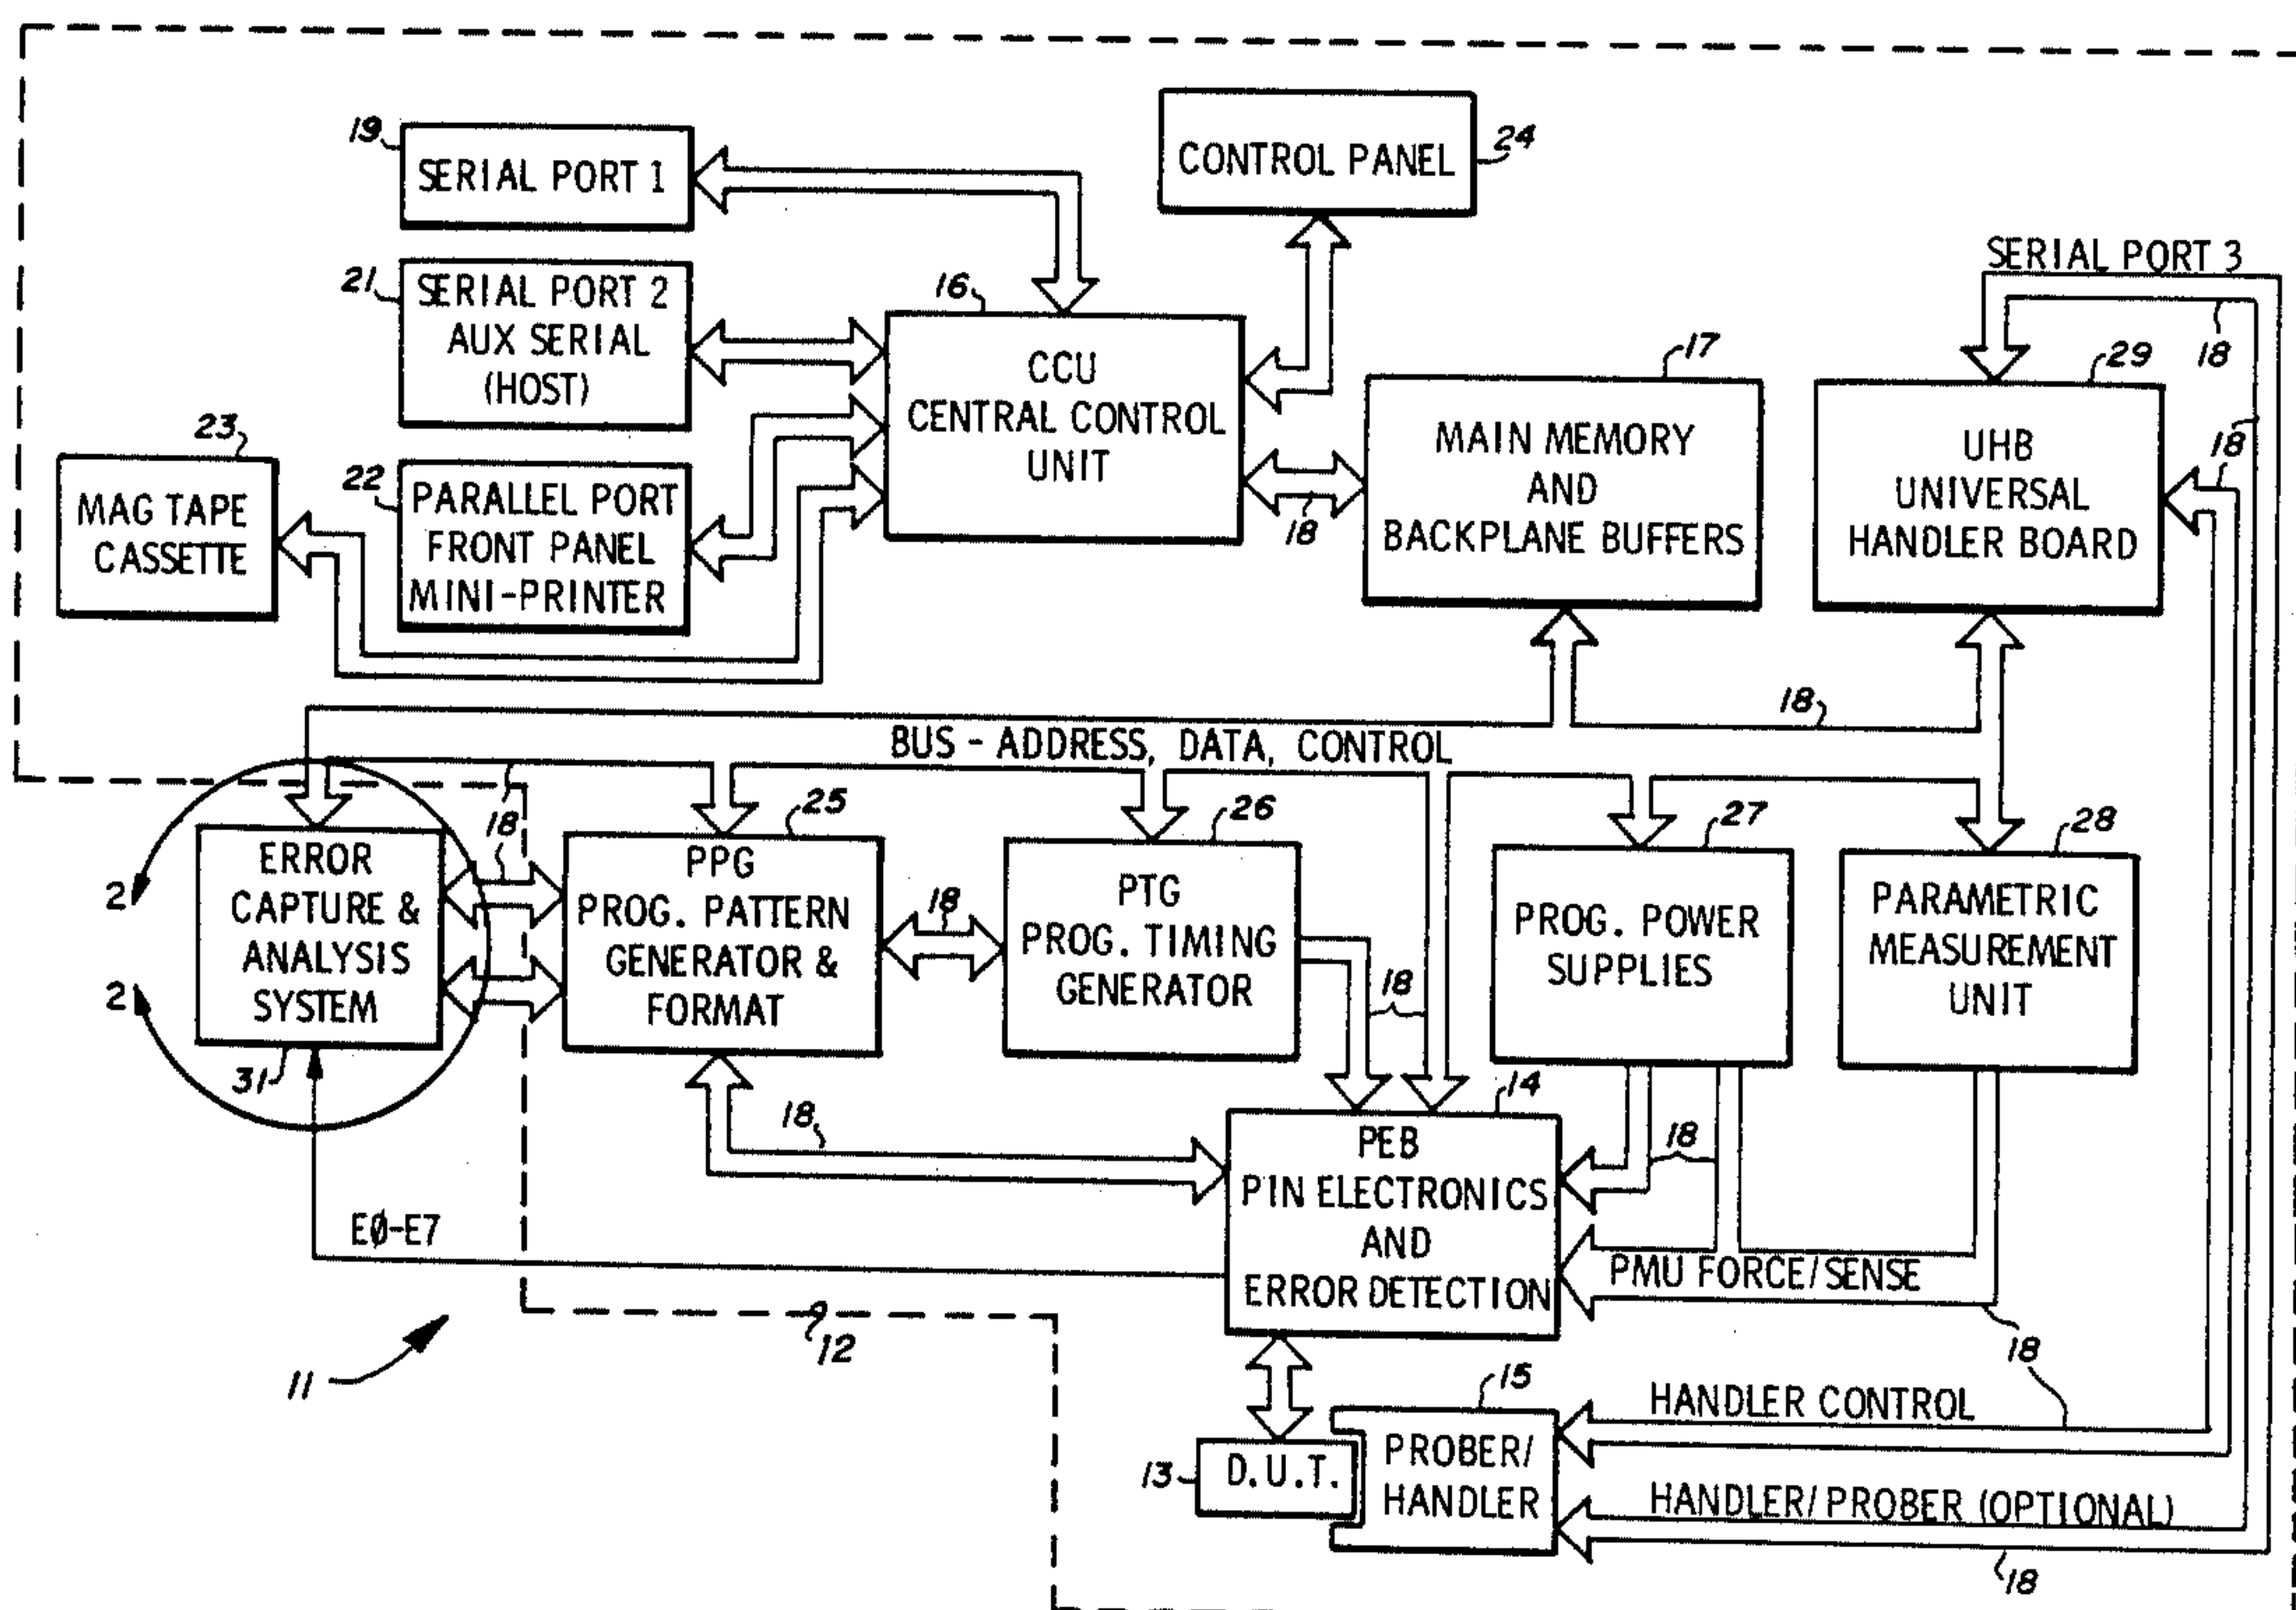 19
SERIAL PORT 1
CONTROL PANEL
24
21
SERIAL PORT 2
AUX SERIAL
(HOST)
16
CCU
CENTRAL CONTROL
UNIT
17
MAIN MEMORY
AND
BACKPLANE BUFFERS
18
SERIAL PORT 3
18
29
UHB
UNIVERSAL
HANDLER BOARD
18
23
MAG TAPE
CASSETTE
22
PARALLEL PORT
FRONT PANEL
MINI-PRINTER
18
BUS - ADDRESS, DATA, CONTROL
18
18
2
2
ERROR
CAPTURE &
ANALYSIS
SYSTEM
31
25
PPG
PROG. PATTERN
GENERATOR &
FORMAT
18
26
PTG
PROG. TIMING
GENERATOR
18
27
PROG. POWER
SUPPLIES
28
PARAMETRIC
MEASUREMENT
UNIT
18
14
PEB
PIN ELECTRONICS
AND
ERROR DETECTION
18
EØ-E7
PMU FORCE/SENSE
18
11
12
13
D.U.T.
15
PROBER/
HANDLER
HANDLER CONTROL
HANDLER/PROBER (OPTIONAL)
18